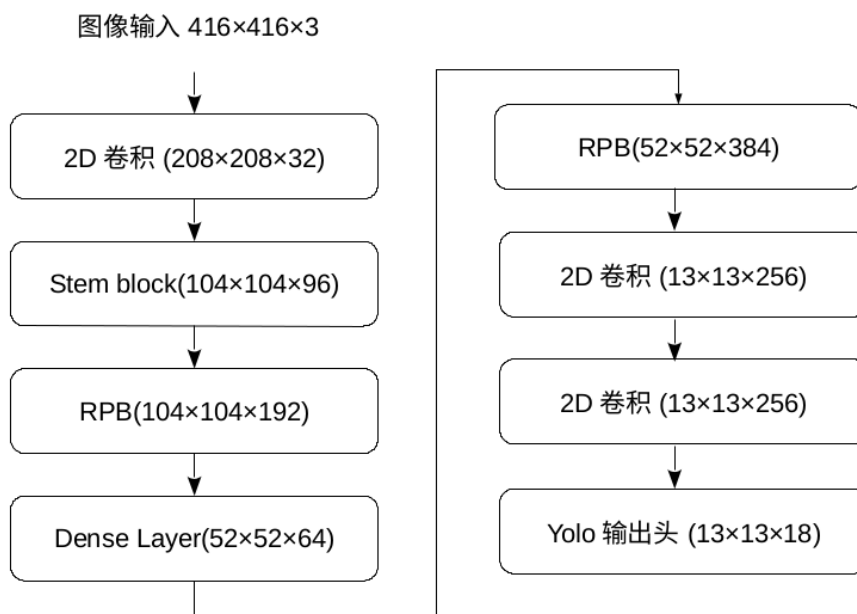 图像输入 416×416×3
2D 卷积 (208×208×32)
Stem block(104×104×96)
RPB(104×104×192)
Dense Layer(52×52×64)
RPB(52×52×384)
2D 卷积 (13×13×256)
2D 卷积 (13×13×256)
Yolo 输出头 (13×13×18)